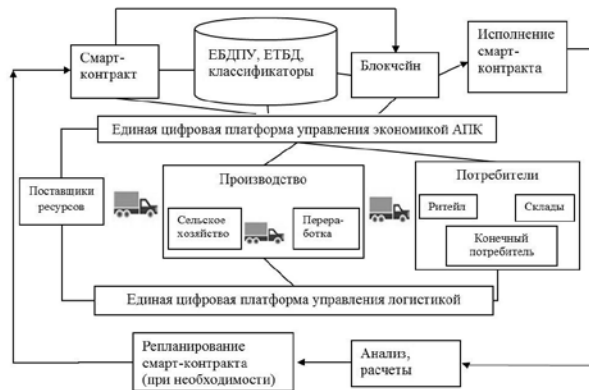 Смарт-
контракт
ЕБДПУ, ЕТБД,
классификаторы
Блокчейн
Исполнение
смарт-
контракта
Единая цифровая платформа управления экономикой АПК
Поставщики
ресурсов
Производство
Сельское
хозяйство
Перера-
ботка
Потребители
Ритейл
Склады
Конечный
потребитель
Единая цифровая платформа управления логистикой
Репланирование
смарт-контракта
(при необходимости)
Анализ,
расчеты